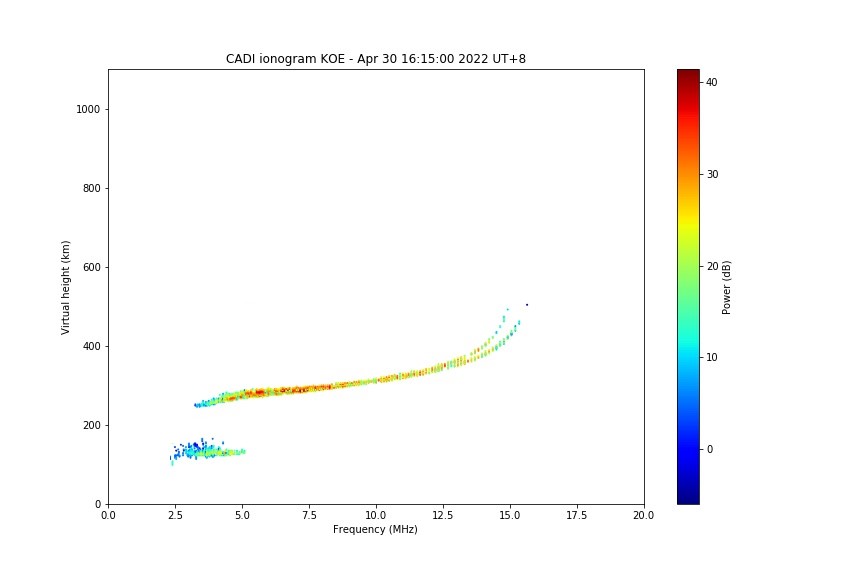 CADI ionogram KOE - Apr 30 16:15:00 2022 UT+8
1000
800
600
400
200
0
Virtual height (km)
0.0 2.5 5.0 7.5 10.0 12.5 15.0 17.5 20.0
Frequency (MHz)
40
30
20
10
0
Power (dB)